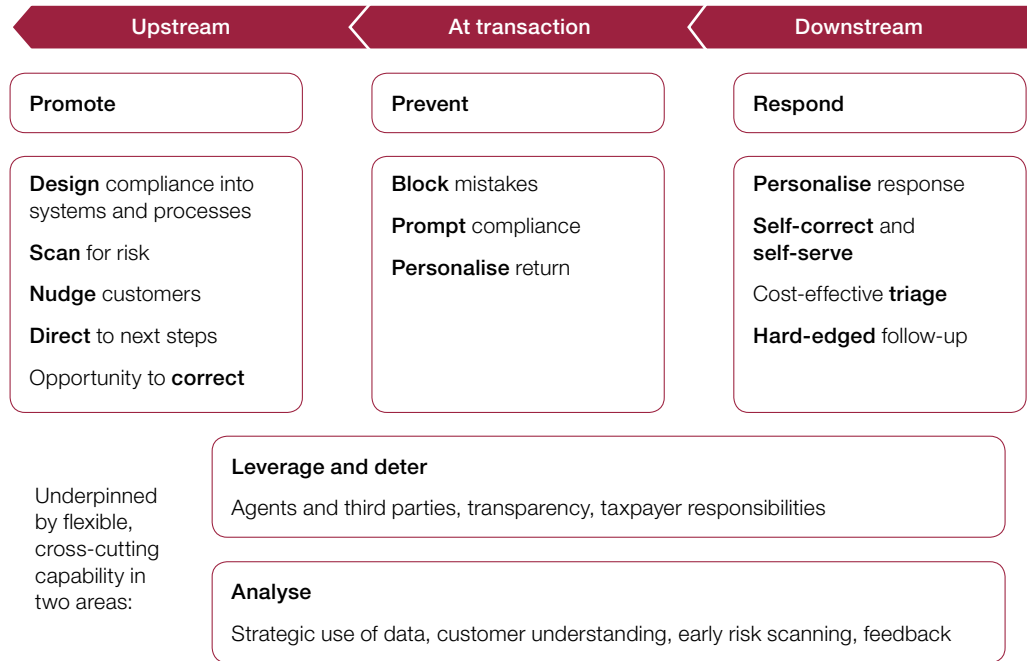 Upstream
At transaction
Downstream
Promote
Prevent
Respond
Design compliance into
systems and processes
Scan for risk
Nudge customers
Direct to next steps
Opportunity to correct
Block mistakes
Prompt compliance
Personalise return
Personalise response
Self-correct and
self-serve
Cost-effective triage
Hard-edged follow-up
Underpinned
by flexible,
cross-cutting
capability in
two areas:
Leverage and deter
Agents and third parties, transparency, taxpayer responsibilities
Analyse
Strategic use of data, customer understanding, early risk scanning, feedback